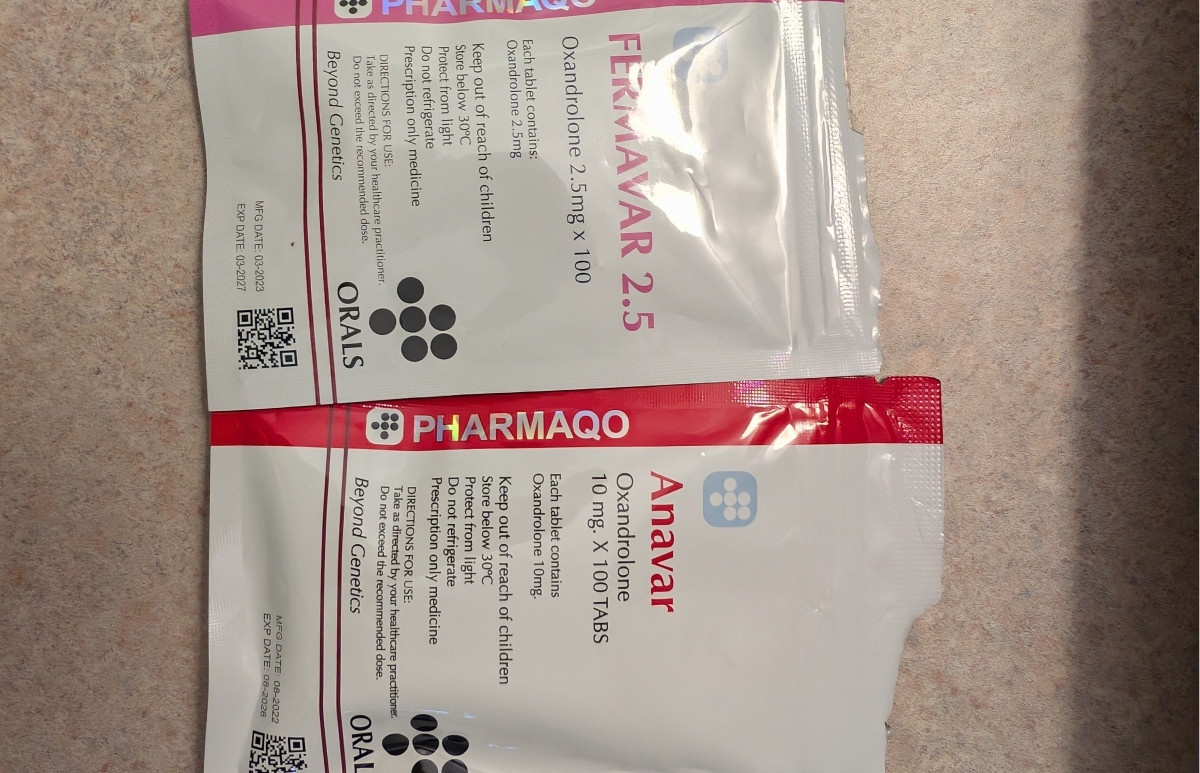 PHARMAQO
FERMAVAR 2.5
Oxandrolone 2.5mg x 100
Each tablet contains:
Oxandrolone 2.5mg
Keep out of reach of children
Store below 30°C
Protect from light
Do not refrigerate
Prescription only medicine
DIRECTIONS FOR USE:
Take as directed by your healthcare practitioner.
Do not exceed the recommended dose.
Beyond Genetics
ORALS
MFG DATE: 03-2023
EXP DATE: 03-2027
PHARMAQO
Anavar
Oxandrolone
10 mg. X 100 TABS
Each tablet contains
Oxandrolone 10mg.
Keep out of reach of children
Store below 30°C
Protect from light
Do not refrigerate
Prescription only medicine
DIRECTIONS FOR USE:
Take as directed by your healthcare practitioner.
Do not exceed the recommended dose.
Beyond Genetics
ORAL
MFG DATE: 08-2022
EXP DATE: 08-2026